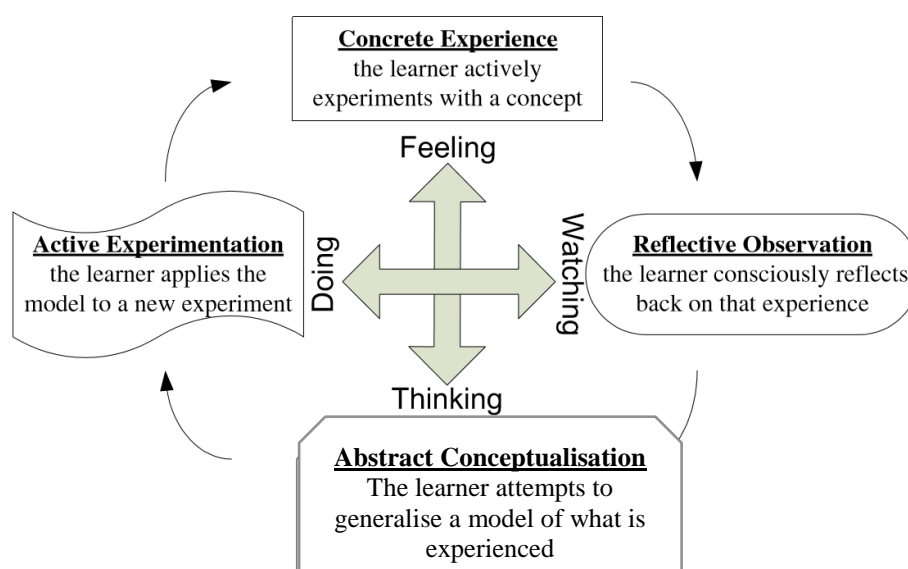 Concrete Experience
the learner actively
experiments with a concept
Feeling
Active Experimentation
the learner applies the
model to a new experiment
Doing
Watching
Reflective Observation
the learner consciously reflects
back on that experience
Thinking
Abstract Conceptualisation
The learner attempts to
generalise a model of what is
experienced